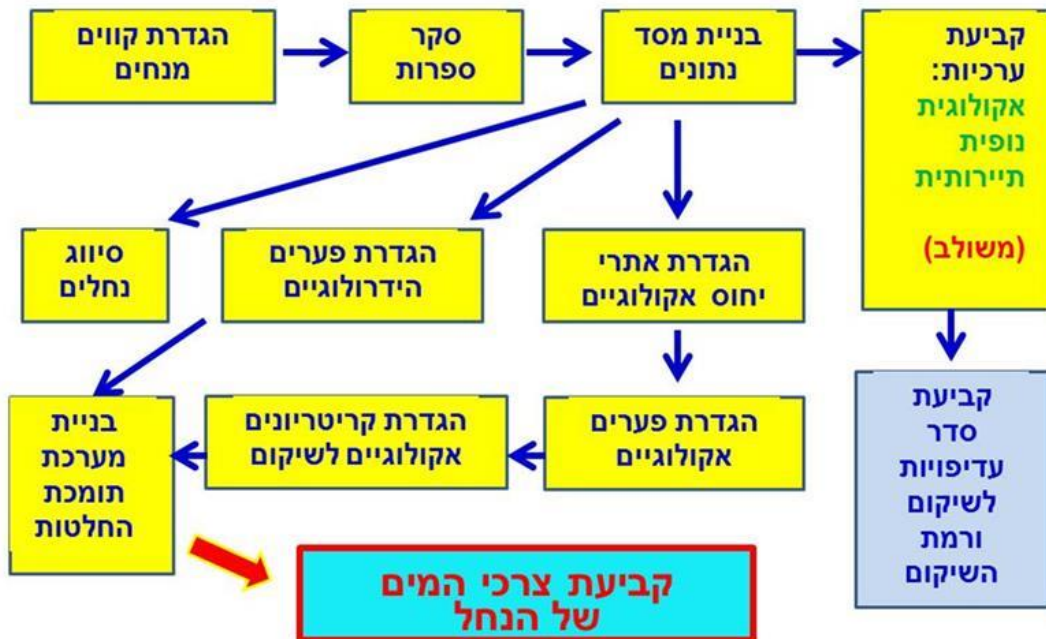 הגדרת קווים
מנחים
סקר
ספרות
בניית מסד
נתונים
קביעת
ערכיות:
אקולוגית
נופית
תיירותית
(משולב)
סיווג
נחלים
הגדרת פערים
הידרולוגיים
הגדרת אתרי
יחוס אקולוגיים
בניית
מערכת
תומכת
החלטות
הגדרת קריטריונים
אקולוגיים לשיקום
הגדרת פערים
אקולוגיים
קביעת
סדר
עדיפויות
לשיקום
ורמת
השיקום
קביעת צרכי המים
של הנחל